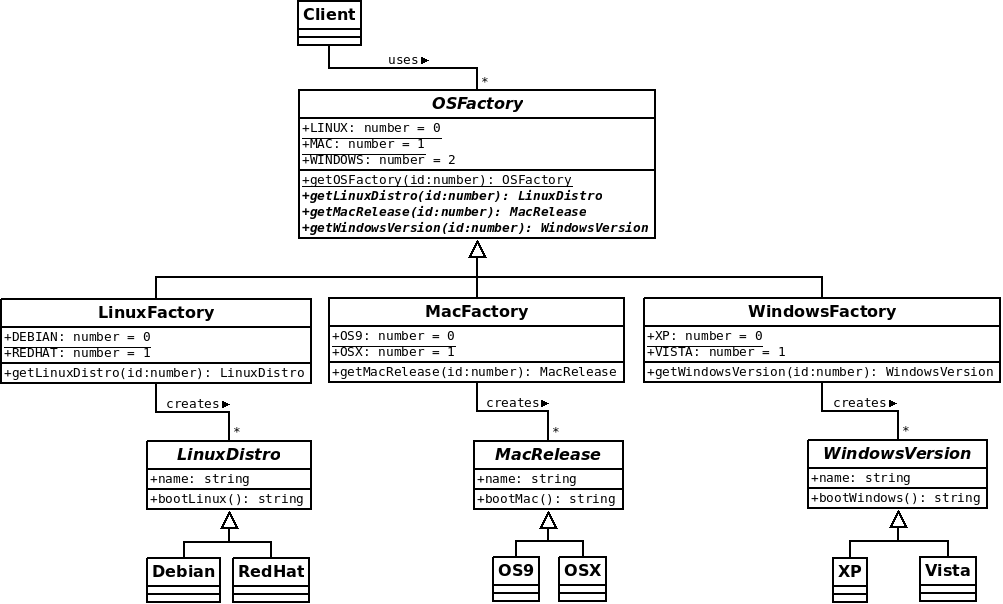 Client
uses
*
OSFactory
+LINUX: number = 0
+MAC: number = 1
+WINDOWS: number = 2
+getOSFactory(id:number): OSFactory
+getLinuxDistro(id:number): LinuxDistro
+getMacRelease(id:number): MacRelease
+getWindowsVersion(id:number): WindowsVersion
LinuxFactory
+DEBIAN: number = 0
+REDHAT: number = 1
+getLinuxDistro(id:number): LinuxDistro
MacFactory
+OS9: number = 0
+OSX: number = 1
+getMacRelease(id:number): MacRelease
WindowsFactory
+XP: number = 0
+VISTA: number = 1
+getWindowsVersion(id:number): WindowsVersion
creates
*
creates
*
creates
*
LinuxDistro
+name: string
+bootLinux(): string
MacRelease
+name: string
+bootMac(): string
WindowsVersion
+name: string
+bootWindows(): string
Debian
RedHat
OS9
OSX
XP
Vista